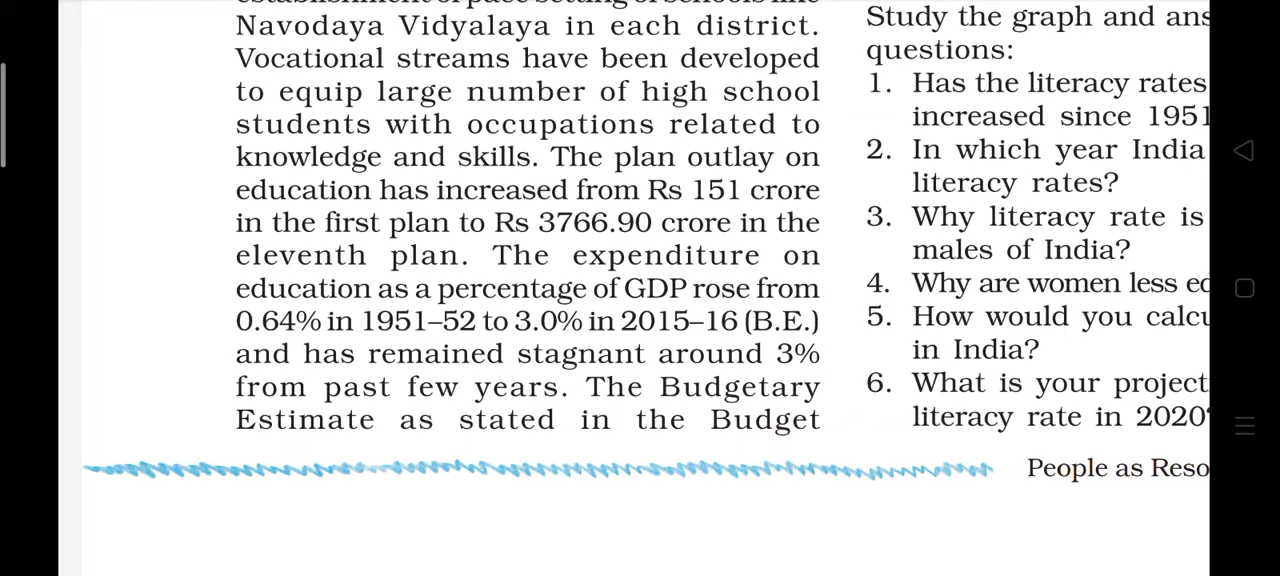 Navodaya Vidyalaya in each district.
Vocational streams have been developed
to equip large number of high school
students with occupations related to
knowledge and skills. The plan outlay on
education has increased from Rs 151 crore
in the first plan to Rs 3766.90 crore in the
eleventh plan. The expenditure on
education as a percentage of GDP rose from
0.64% in 1951–52 to 3.0% in 2015–16 (B.E.)
and has remained stagnant around 3%
from past few years. The Budgetary
Estimate as stated in the Budget
Study the graph and
questions:
1. Has the literacy rates
increased since 1951
2. In which year India
literacy rates?
3. Why literacy rate is
males of India?
4. Why are women less
5. How would you
in India?
6. What is your
literacy rate in 2020
People as